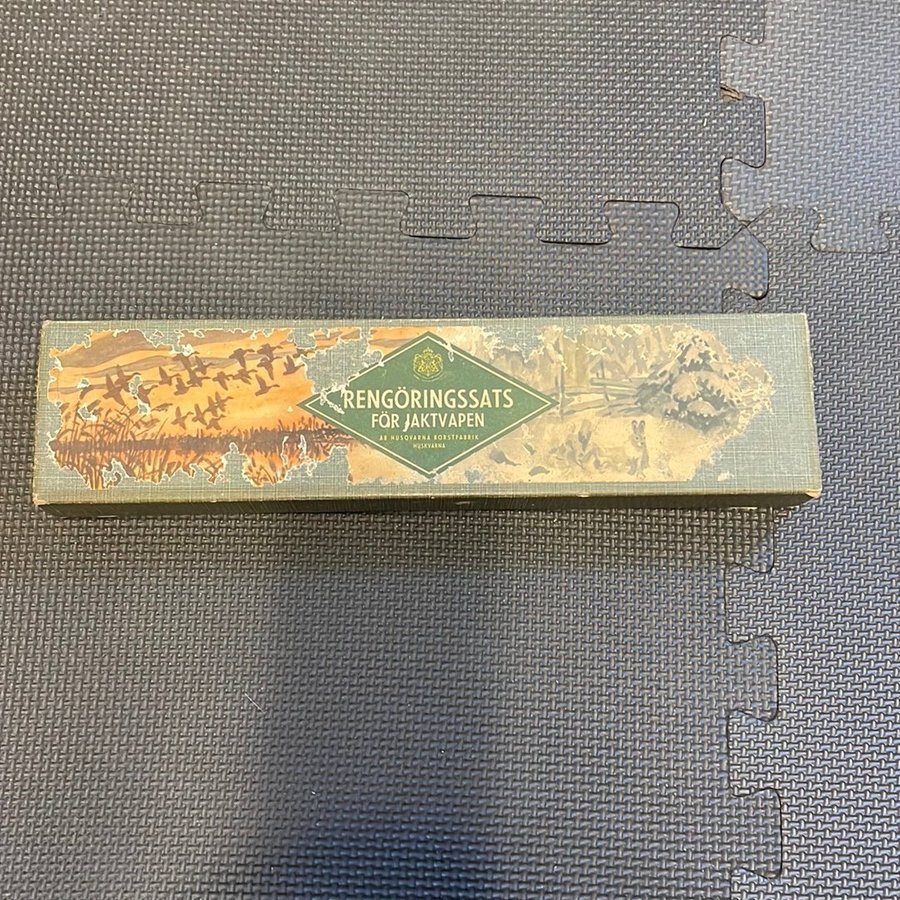 RENGÖRINGSSATS
FÖR JAKTVAPEN
AB HUSQVARNA BORSTFABRIK
HUSKVARNA